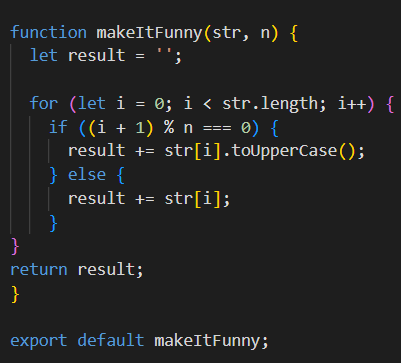 function makeItFunny(str, n) {
  let result = '';

  for (let i = 0; i < str.length; i++) {
    if ((i + 1) % n === 0) {
      result += str[i].toUpperCase();
    } else {
      result += str[i];
    }
}
return result;
}

export default makeItFunny;